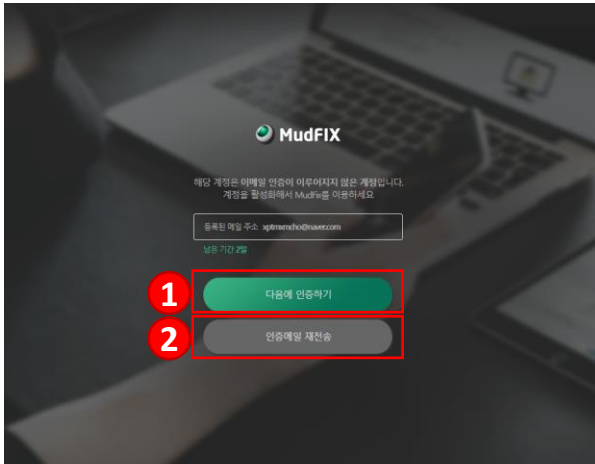 MudFIX
해당 계정은 이메일 인증이 이루어지지 않은 계정입니다.
계정을 활성화해서 MudFix를 이용하세요
등록된 메일 주소
남은 기간 2일
1 다음에 인증하기
2 인증메일 재전송